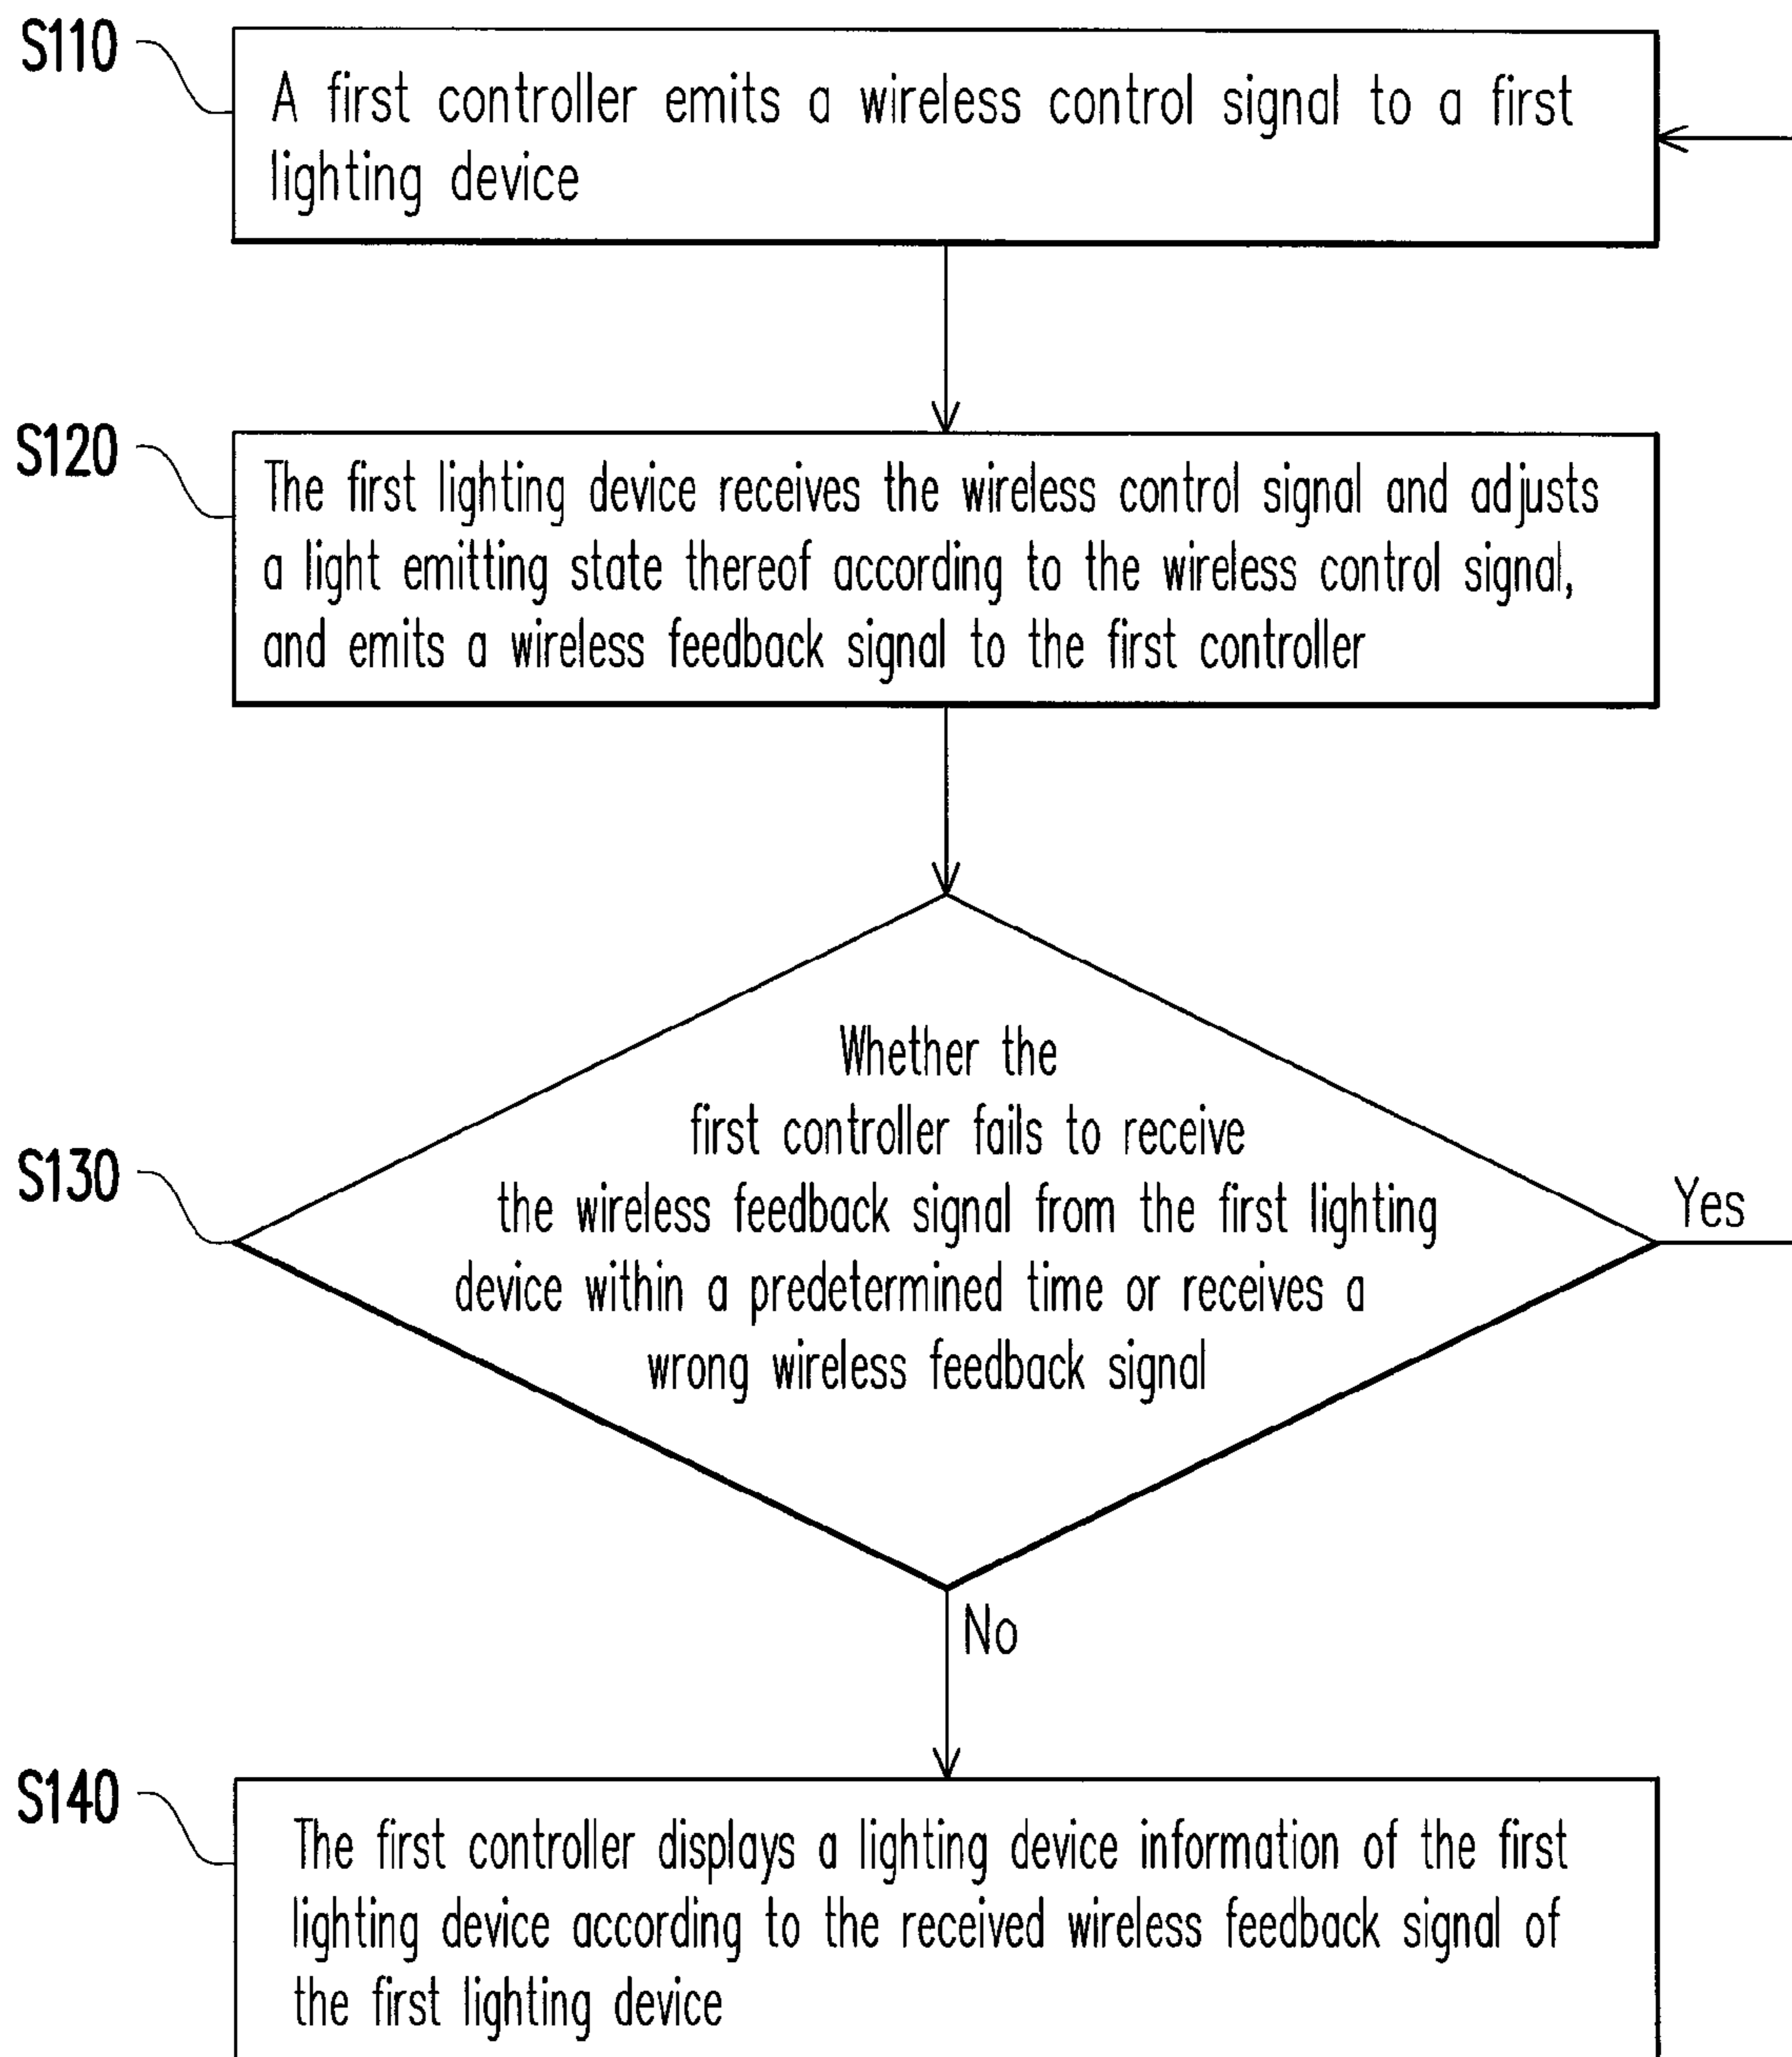 S110
A first controller emits a wireless control signal to a first
lighting device
S120
The first lighting device receives the wireless control signal and adjusts
a light emitting state thereof according to the wireless control signal,
and emits a wireless feedback signal to the first controller
Whether the
first controller fails to receive
S130
the wireless feedback signal from the first lighting
Yes
device within a predetermined time or receives a
wrong wireless feedback signal
No
S140
The first controller displays a lighting device information of the first
lighting device according to the received wireless feedback signal of
the first lighting device